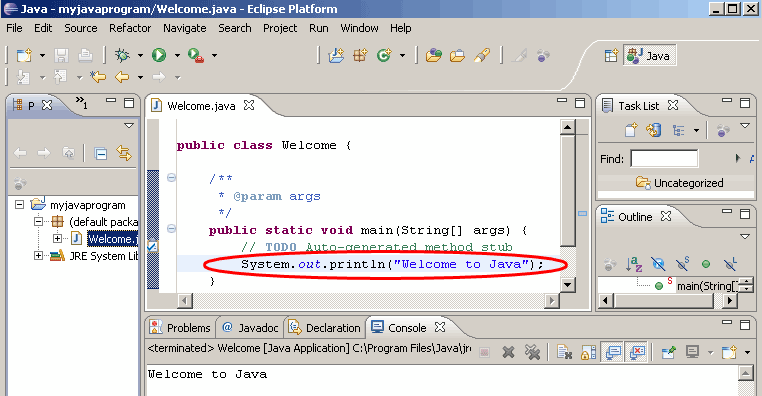 Java - myjavaprogram/Welcome.java - Eclipse Platform
File Edit Source Refactor Navigate Search Project Run Window Help
Java
P
»1
Welcome.java
Task List
public class Welcome {
Find:
/**
Uncategorized
* @param args
*/
myjavaprogram
(default packa
Welcome.j
JRE System Lib
public static void main(String[] args) {
// TODO Auto-generated method stub
System.out.println("Welcome to Java");
}
Outline
main(String[]
Problems @ Javadoc Declaration Console
<terminated> Welcome [Java Application] C:\Program Files\Java\jre
Welcome to Java